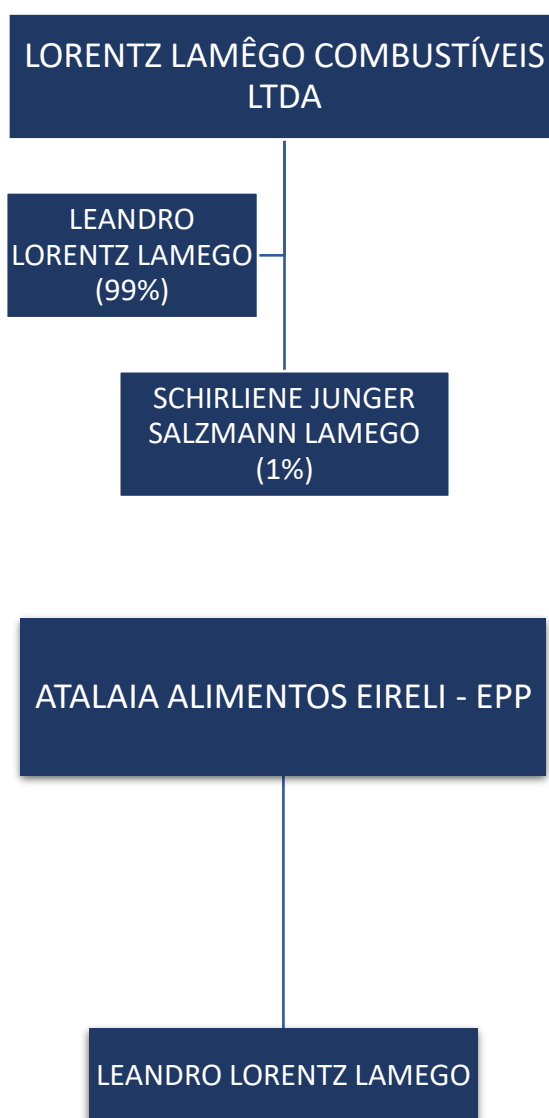 LORENTZ LAMÊGO COMBUSTÍVEIS
LTDA
LEANDRO
LORENTZ LAMEGO
(99%)
SCHIRLIENE JUNGER
SALZMANN LAMEGO
(1%)
ATALAIA ALIMENTOS EIRELI - EPP
LEANDRO LORENTZ LAMEGO